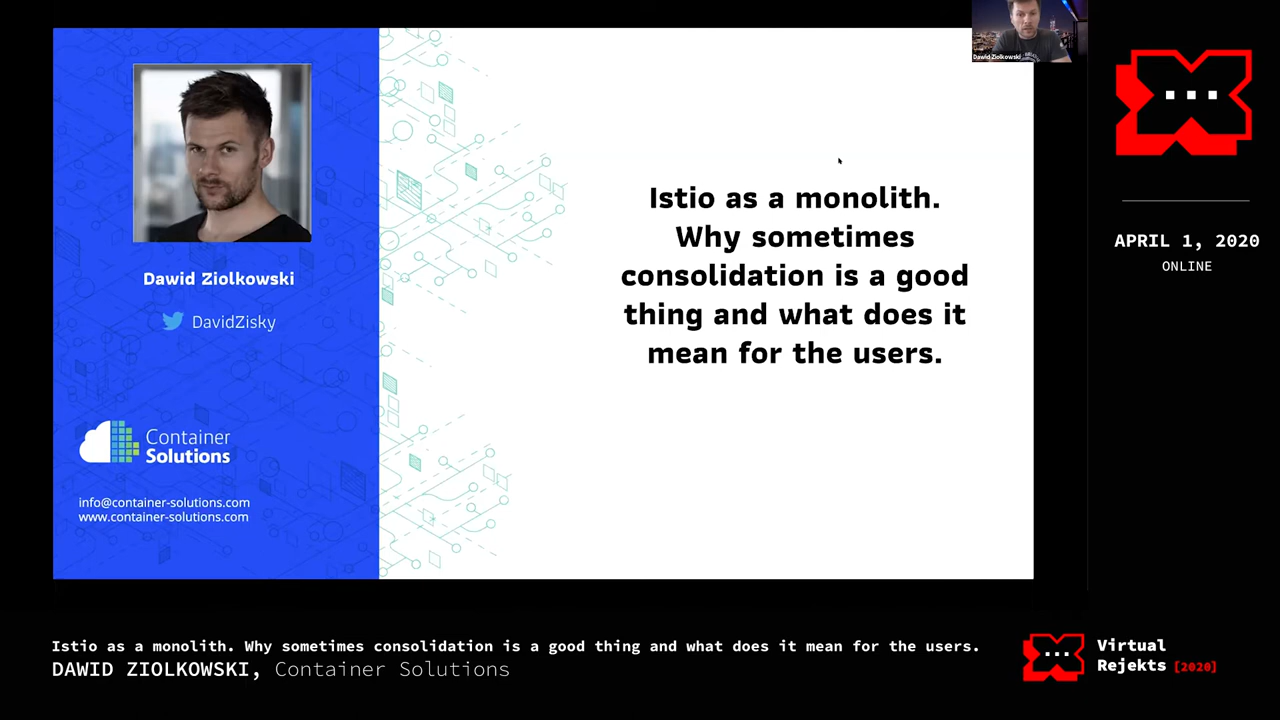 Dawid Ziolkowski
DavidZisky
Container
Solutions
info@container-solutions.com
www.container-solutions.com
Istio as a monolith.
Why sometimes
consolidation is a good
thing and what does it
mean for the users.
Dawid Ziolkowski
APRIL 1, 2020
ONLINE
Istio as a monolith. Why sometimes consolidation is a good thing and what does it mean for the users.
DAWID ZIOLKOWSKI, Container Solutions
Virtual
Rejekts [2020]